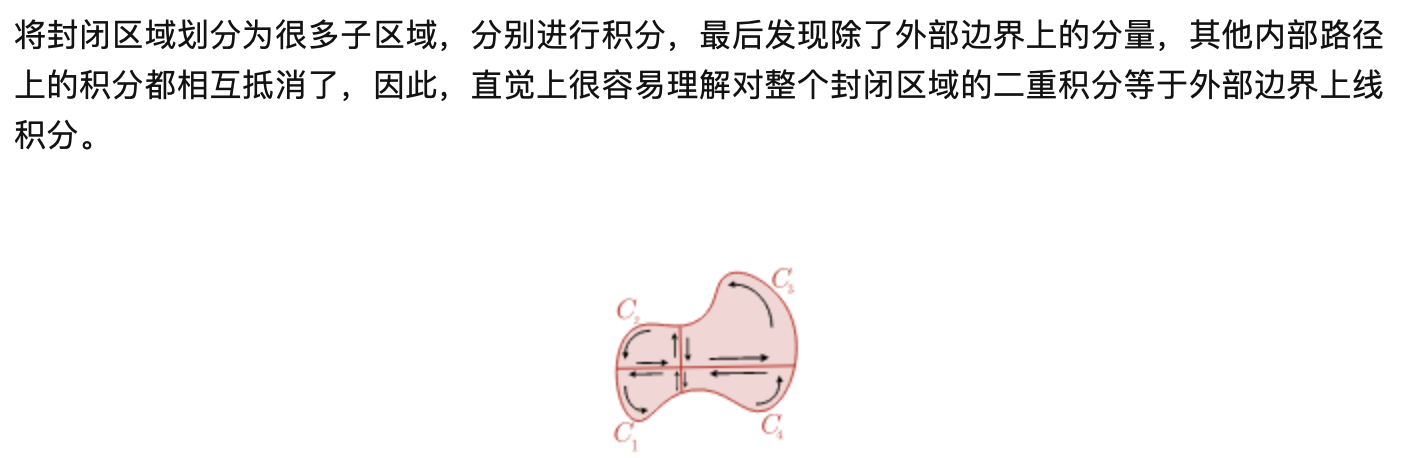 将封闭区域划分为很多子区域，分别进行积分，最后发现除了外部边界上的分量，其他内部路径
上的积分都相互抵消了，因此，直觉上很容易理解对整个封闭区域的二重积分等于外部边界上线
积分。
C₃
C₂
C₁
C₄